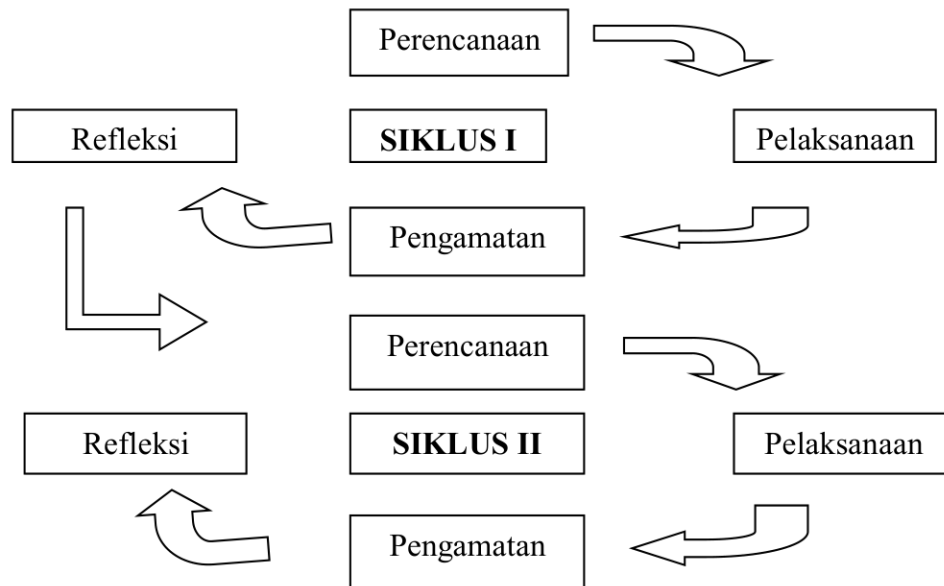 Perencanaan
Refleksi
SIKLUS I
Pelaksanaan
Pengamatan
Perencanaan
Refleksi
SIKLUS II
Pelaksanaan
Pengamatan